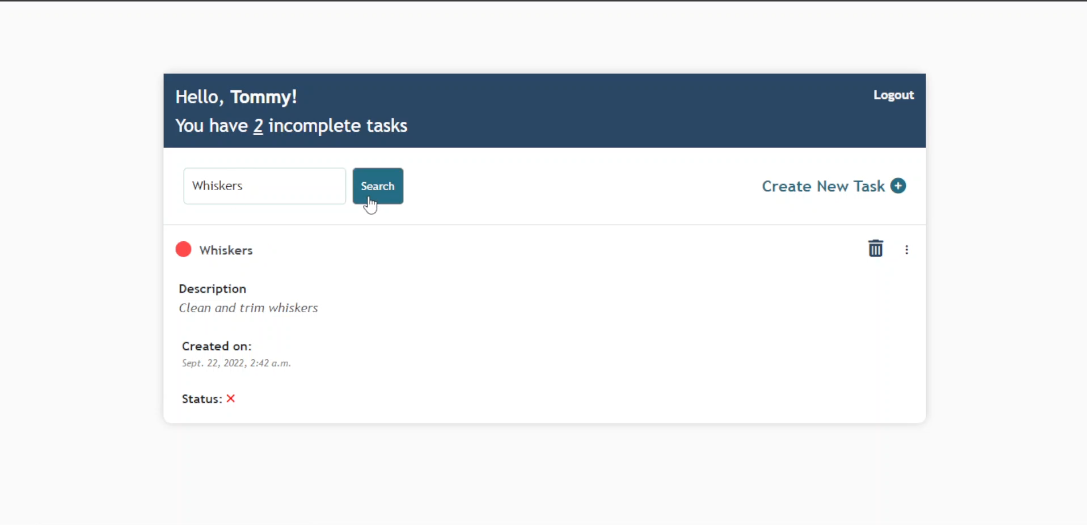 Hello, Tommy!
Logout
You have 2 incomplete tasks
Whiskers
Search
Create New Task
Whiskers
Description
Clean and trim whiskers
Created on:
Sept. 22, 2022, 2:42 a.m.
Status: